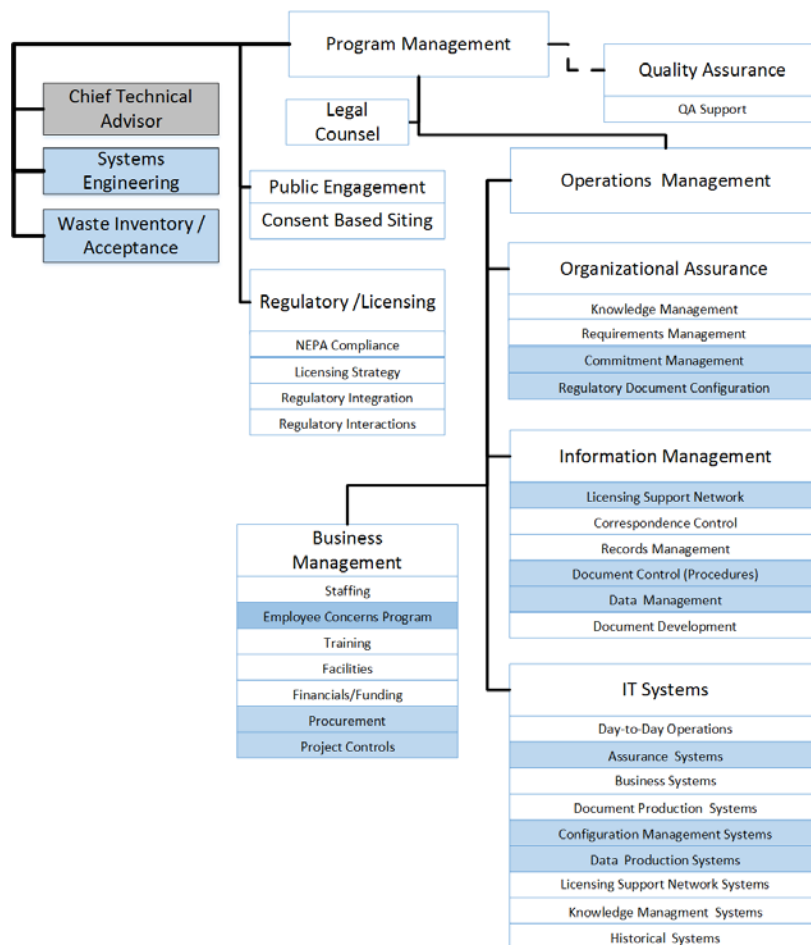 Program Management
Quality Assurance
QA Support
Chief Technical
Advisor
Legal
Counsel
Systems
Engineering
Public Engagement
Consent Based Siting
Operations Management
Waste Inventory /
Acceptance
Regulatory /Licensing
NEPA Compliance
Licensing Strategy
Regulatory Integration
Regulatory Interactions
Organizational Assurance
Knowledge Management
Requirements Management
Commitment Management
Regulatory Document Configuration
Information Management
Licensing Support Network
Correspondence Control
Records Management
Document Control (Procedures)
Data Management
Document Development
Business
Management
Staffing
Employee Concerns Program
Training
Facilities
Financials/Funding
Procurement
Project Controls
IT Systems
Day-to-Day Operations
Assurance Systems
Business Systems
Document Production Systems
Configuration Management Systems
Data Production Systems
Licensing Support Network Systems
Knowledge Managment Systems
Historical Systems